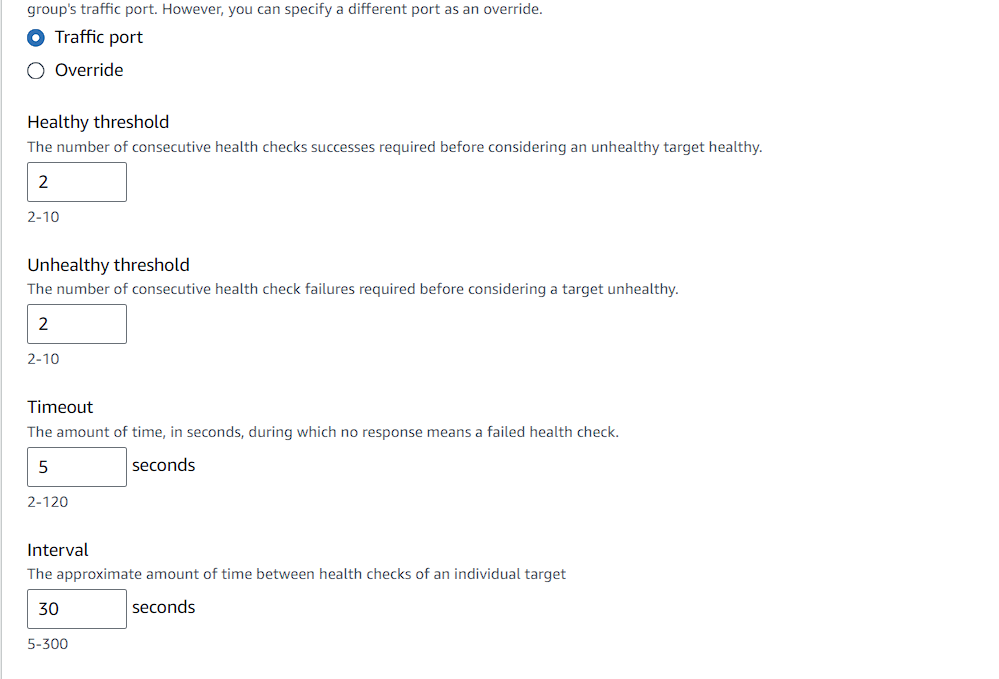 group's traffic port. However, you can specify a different port as an override.
Traffic port
Override
Healthy threshold
The number of consecutive health checks successes required before considering an unhealthy target healthy.
2
2-10
Unhealthy threshold
The number of consecutive health check failures required before considering a target unhealthy.
2
2-10
Timeout
The amount of time, in seconds, during which no response means a failed health check.
5 seconds
2-120
Interval
The approximate amount of time between health checks of an individual target
30 seconds
5-300